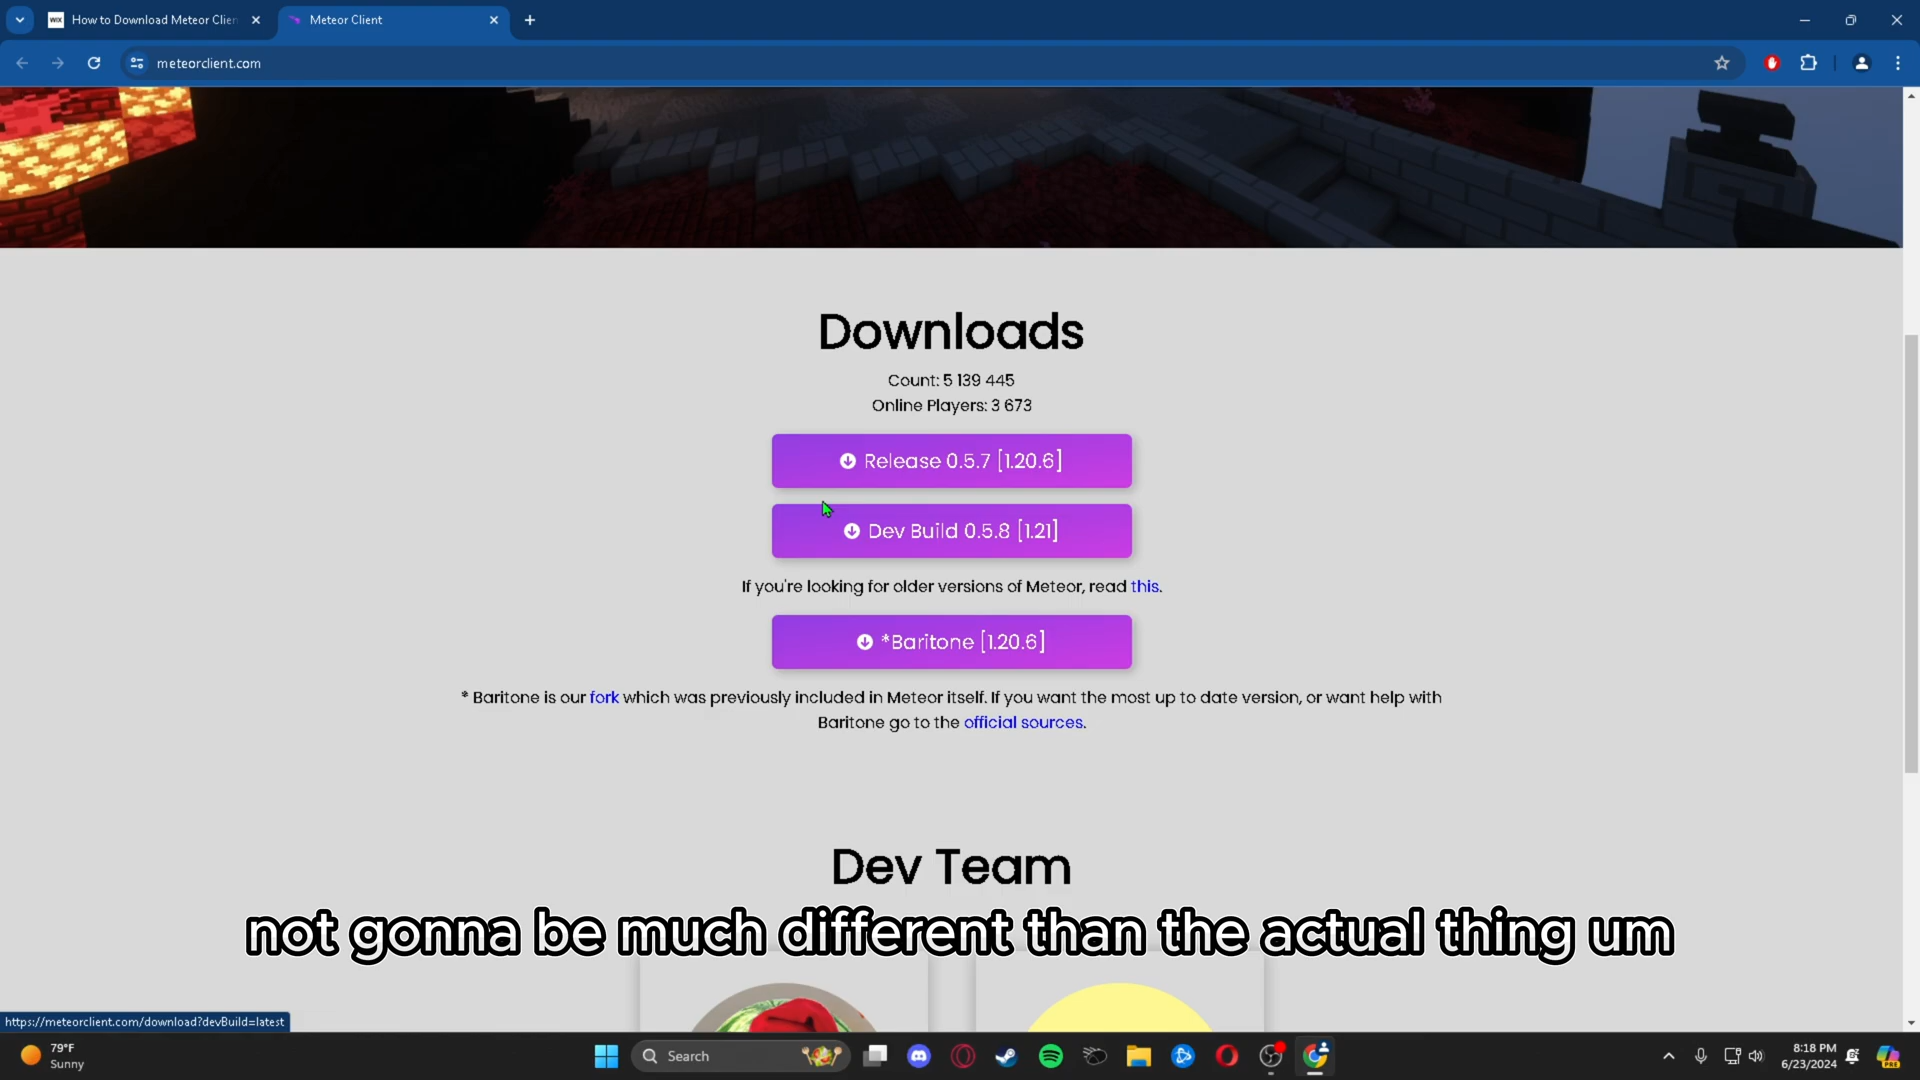 WIX
How to Download Meteor Clien
Meteor Client
meteorclient.com
Downloads
Count: 5 139 445
Online Players: 3 673
Release 0.5.7 [1.20.6]
Dev Build 0.5.8 [1.21]
If you're looking for older versions of Meteor, read this.
*Baritone [1.20.6]
* Baritone is our fork which was previously included in Meteor itself. If you want the most up to date version, or want help with
Baritone go to the official sources.
Dev Team
not gonna be much different than the actual thing um
https://meteorclient.com/download?devBuild=latest
79°F
Sunny
Search
8:18 PM
6/23/2024
PRE